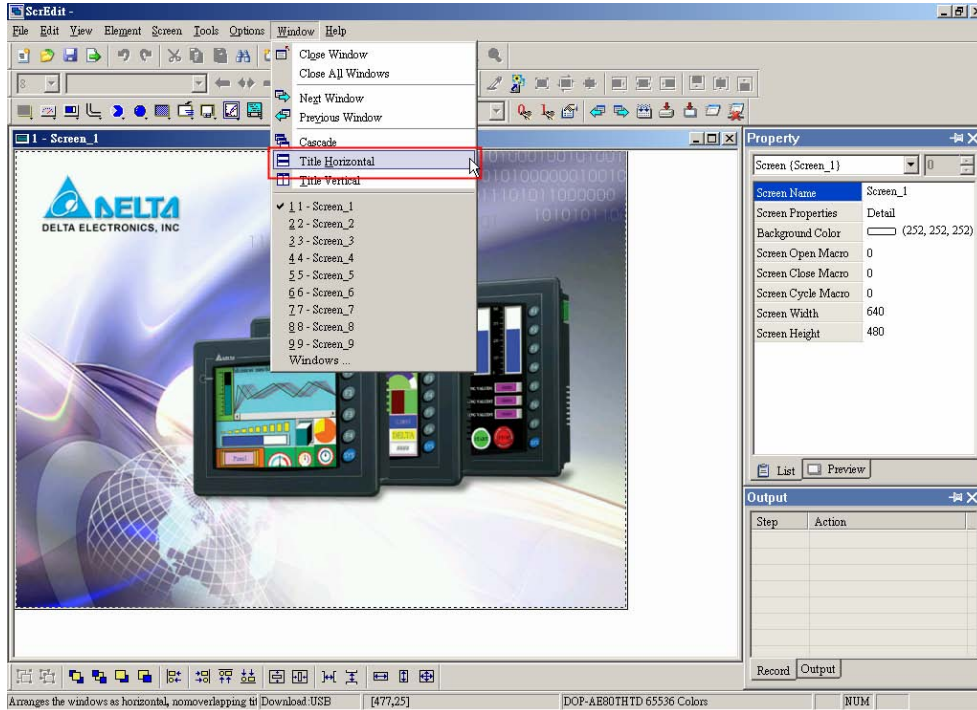 ScrEdit -
File Edit View Element Screen Tools Options Window Help
Close Window
Close All Windows
Next Window
Previous Window
Cascade
Title Horizontal
Title Vertical
1 1 - Screen_1
2 2 - Screen_2
3 3 - Screen_3
4 4 - Screen_4
5 5 - Screen_5
6 6 - Screen_6
7 7 - Screen_7
8 8 - Screen_8
9 9 - Screen_9
Windows ...
8
1 - Screen_1
DELTA
DELTA ELECTRONICS, INC
Property
Screen {Screen_1}
0
Screen Name Screen_1
Screen Properties Detail
Background Color (252, 252, 252)
Screen Open Macro 0
Screen Close Macro 0
Screen Cycle Macro 0
Screen Width 640
Screen Height 480
List Preview
Output
Step Action
Record Output
Arranges the windows as horizontal, nomoverlapping tit Download:USB [477,25] DOP-AE80THTD 65536 Colors NUM